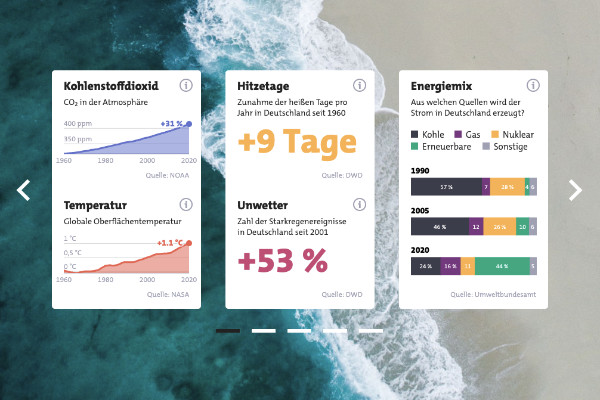 Kohlenstoffdioxid
CO₂ in der Atmosphäre
400 ppm
+31 %
350 ppm
1960 1980 2000 2020
Quelle: NOAA
Temperatur
Globale Oberflächentemperatur
1 °C
+1.1 °C
0,5 °C
0 °C
1960 1980 2000 2020
Quelle: NASA
Hitzetage
Zunahme der heißen Tage pro
Jahr in Deutschland seit 1960
+9 Tage
Quelle: DWD
Unwetter
Zahl der Starkregenereignisse
in Deutschland seit 2001
+53 %
Quelle: DWD
Energiemix
Aus welchen Quellen wird der
Strom in Deutschland erzeugt?
Kohle Gas Nuklear
Erneuerbare Sonstige
1990
57 % 7 28 % 4 6
2005
46 % 12 26 % 10 6
2020
24 % 16 % 11 44 % 5
Quelle: Umweltbundesamt